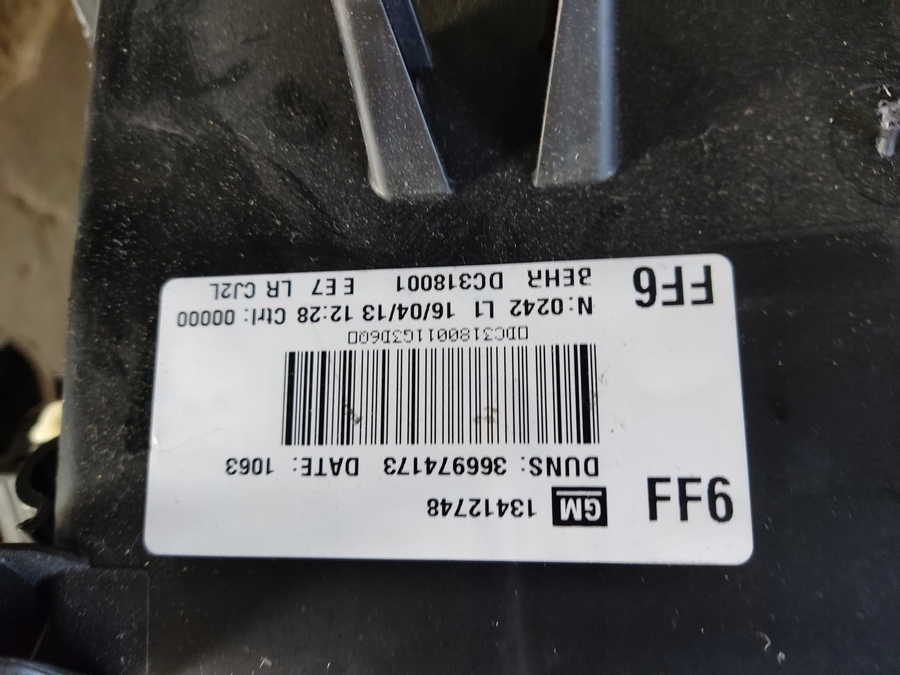 FF6
GM 13412748
DUNS: 366974173 DATE: 1063
N:0242 L1 16/04/13 12:28 Ctrl: 00000
BEHR DC318001 EE7 LR CJ2L
FF6